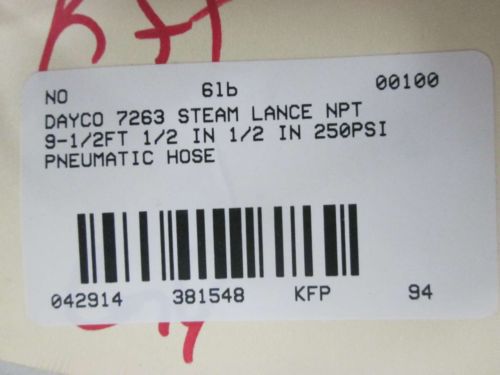 NO 6lb 00100
DAYCO 7263 STEAM LANCE NPT
9-1/2FT 1/2 IN 1/2 IN 250PSI
PNEUMATIC HOSE
042914 381548 KFP 94